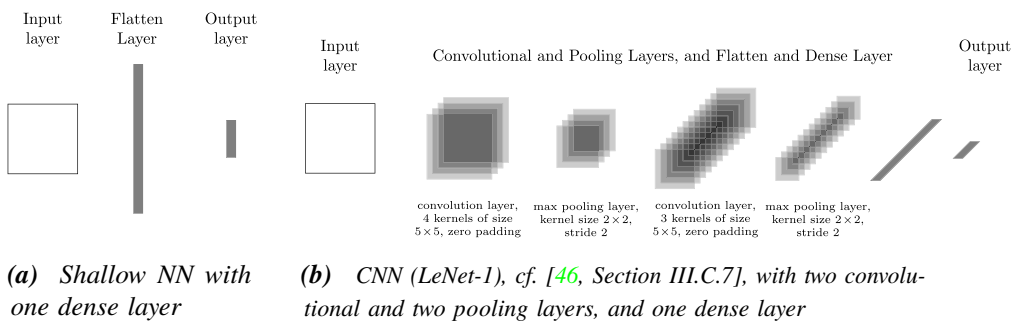 Input
layer
Flatten
Layer
Output
layer
(a) Shallow NN with
one dense layer
Input
layer
Convolutional and Pooling Layers, and Flatten and Dense Layer
Output
layer
convolution layer,
4 kernels of size
5×5, zero padding
max pooling layer,
kernel size 2×2,
stride 2
convolution layer,
3 kernels of size
5×5, zero padding
max pooling layer,
kernel size 2×2,
stride 2
(b) CNN (LeNet-1), cf. [46, Section III.C.7], with two convolu-
tional and two pooling layers, and one dense layer